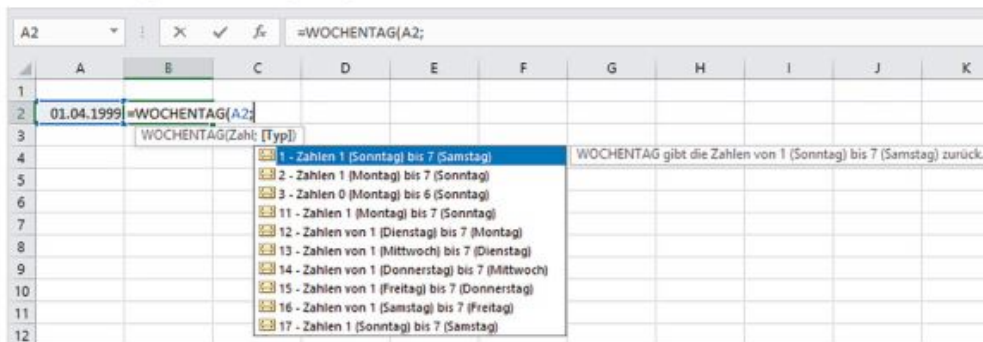 A2 fx =WOCHENTAG(A2;
A B C D E F G H I J K
1
2 01.04.1999 =WOCHENTAG(A2;
3 WOCHENTAG(Zahl; [Typ])
4 1 - Zahlen 1 (Sonntag) bis 7 (Samstag) WOCHENTAG gibt die Zahlen von 1 (Sonntag) bis 7 (Samstag) zurück.
2 - Zahlen 1 (Montag) bis 7 (Sonntag)
5
3 - Zahlen 0 (Montag) bis 6 (Sonntag)
6
11 - Zahlen 1 (Montag) bis 7 (Sonntag)
7
12 - Zahlen von 1 (Dienstag) bis 7 (Montag)
8 13 - Zahlen von 1 (Mittwoch) bis 7 (Dienstag)
9 14 - Zahlen von 1 (Donnerstag) bis 7 (Mittwoch)
10 15 - Zahlen von 1 (Freitag) bis 7 (Donnerstag)
11 16 - Zahlen von 1 (Samstag) bis 7 (Freitag)
12 17 - Zahlen 1 (Sonntag) bis 7 (Samstag)